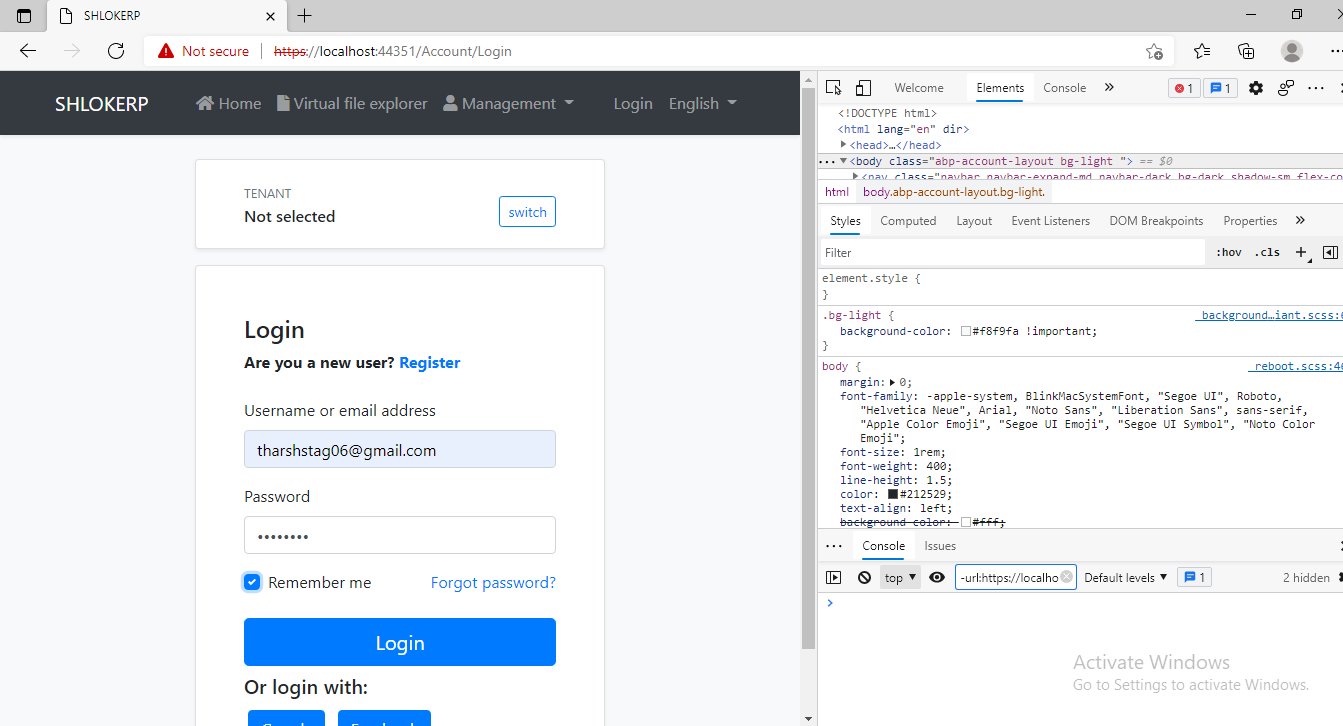 SHLOKERP
Not secure https://localhost:44351/Account/Login
SHLOKERP Home Virtual file explorer Management Login English
TENANT
Not selected
switch
Login
Are you a new user? Register
Username or email address
tharshstag06@gmail.com
Password
••••••••
Remember me Forgot password?
Login
Or login with:
Welcome Elements Console » 1 1
<!DOCTYPE html>
<html lang="en" dir>
<head>…</head>
<body class="abp-account-layout bg-light "> == $0
<nav class="navbar navbar-expand-md navbar-dark bg-dark shadow-sm flex-co
html body.abp-account-layout.bg-light.
Styles Computed Layout Event Listeners DOM Breakpoints Properties »
Filter :hov .cls +
element.style {
}
.bg-light { _background…iant.scss:6
background-color: #f8f9fa !important;
}
body { _reboot.scss:46
margin: 0;
font-family: -apple-system, BlinkMacSystemFont, "Segoe UI", Roboto,
"Helvetica Neue", Arial, "Noto Sans", "Liberation Sans", sans-serif,
"Apple Color Emoji", "Segoe UI Emoji", "Segoe UI Symbol", "Noto Color
Emoji";
font-size: 1rem;
font-weight: 400;
line-height: 1.5;
color: #212529;
text-align: left;
background-color: #fff;
Console Issues
top -url:https://localho Default levels 1 2 hidden
Activate Windows
Go to Settings to activate Windows.